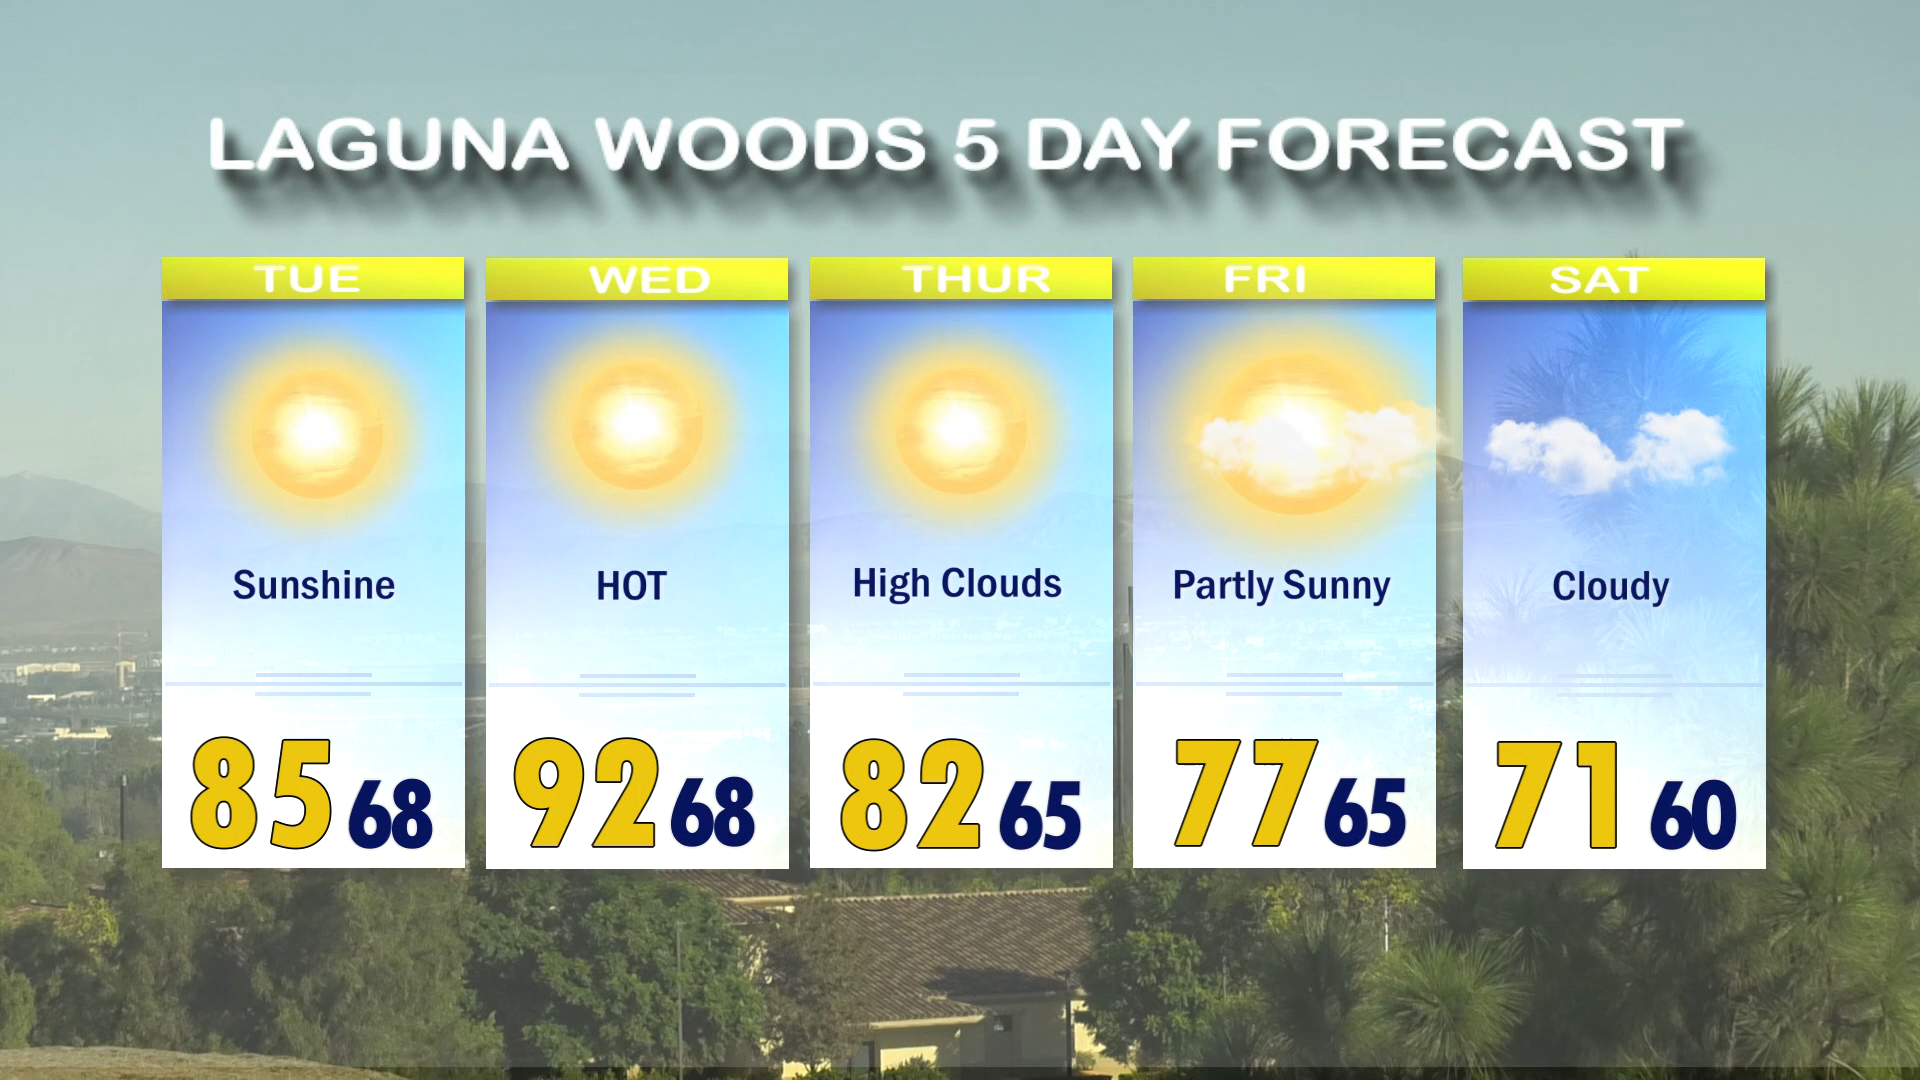 LAGUNA WOODS 5 DAY FORECAST
TUE
Sunshine
85 68
WED
HOT
92 68
THUR
High Clouds
82 65
FRI
Partly Sunny
77 65
SAT
Cloudy
71 60